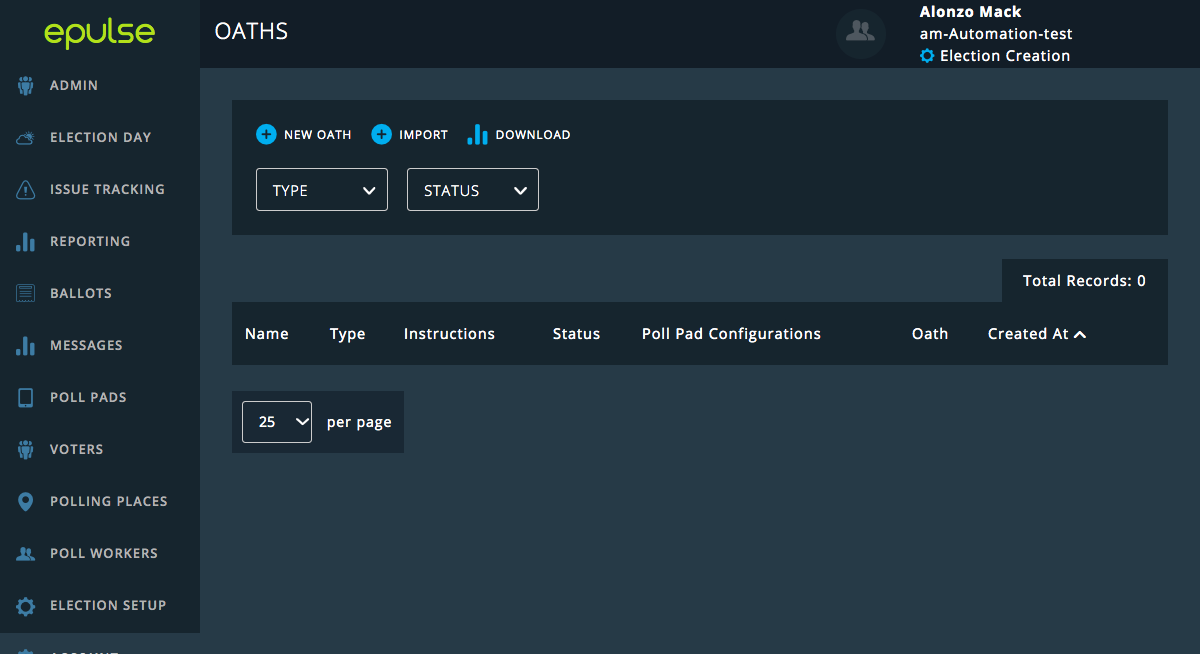 epulse
OATHS
Alonzo Mack
am-Automation-test
Election Creation
ADMIN
ELECTION DAY
ISSUE TRACKING
REPORTING
BALLOTS
MESSAGES
POLL PADS
VOTERS
POLLING PLACES
POLL WORKERS
ELECTION SETUP
ACCOUNT
NEW OATH IMPORT DOWNLOAD
TYPE STATUS
Total Records: 0
Name Type Instructions Status Poll Pad Configurations Oath Created At
25 per page